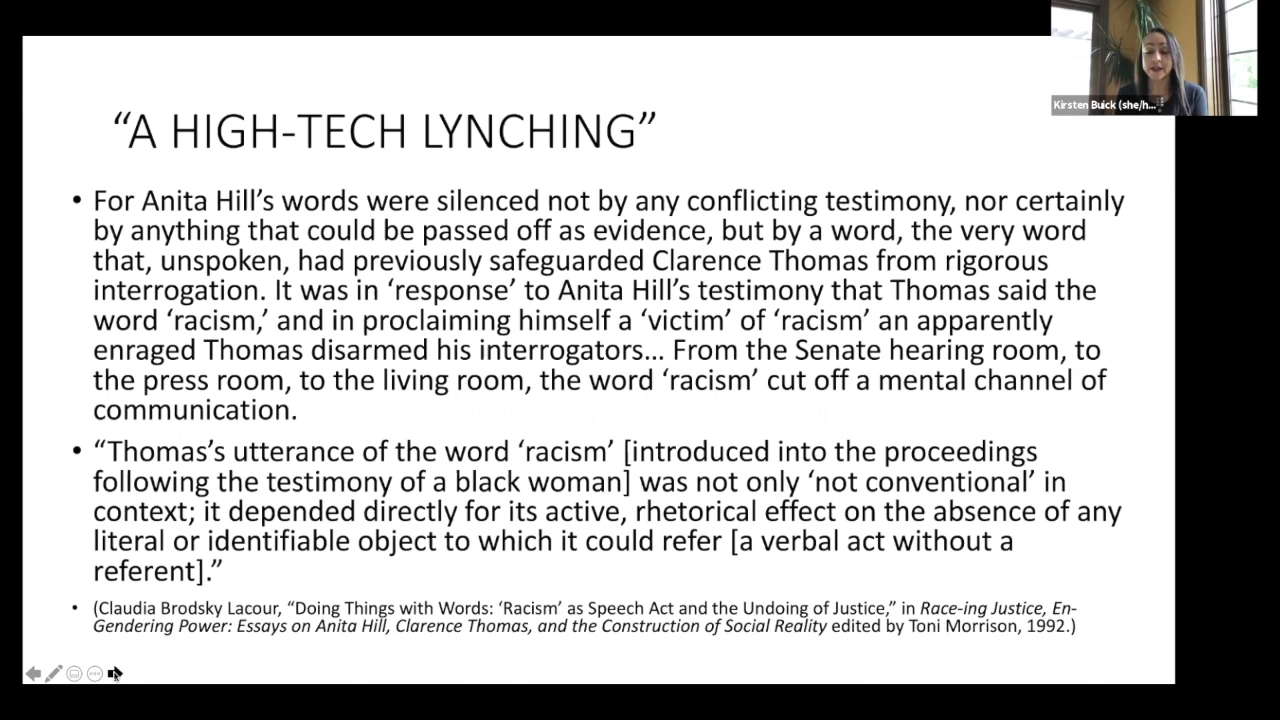 Kirsten Buick (she/h...
“A HIGH-TECH LYNCHING”
• For Anita Hill’s words were silenced not by any conflicting testimony, nor certainly
by anything that could be passed off as evidence, but by a word, the very word
that, unspoken, had previously safeguarded Clarence Thomas from rigorous
interrogation. It was in ‘response’ to Anita Hill’s testimony that Thomas said the
word ‘racism,’ and in proclaiming himself a ‘victim’ of ‘racism’ an apparently
enraged Thomas disarmed his interrogators… From the Senate hearing room, to
the press room, to the living room, the word ‘racism’ cut off a mental channel of
communication.
• “Thomas’s utterance of the word ‘racism’ [introduced into the proceedings
following the testimony of a black woman] was not only ‘not conventional’ in
context; it depended directly for its active, rhetorical effect on the absence of any
literal or identifiable object to which it could refer [a verbal act without a
referent].”
• (Claudia Brodsky Lacour, “Doing Things with Words: ‘Racism’ as Speech Act and the Undoing of Justice,” in Race-ing Justice, En-
Gendering Power: Essays on Anita Hill, Clarence Thomas, and the Construction of Social Reality edited by Toni Morrison, 1992.)